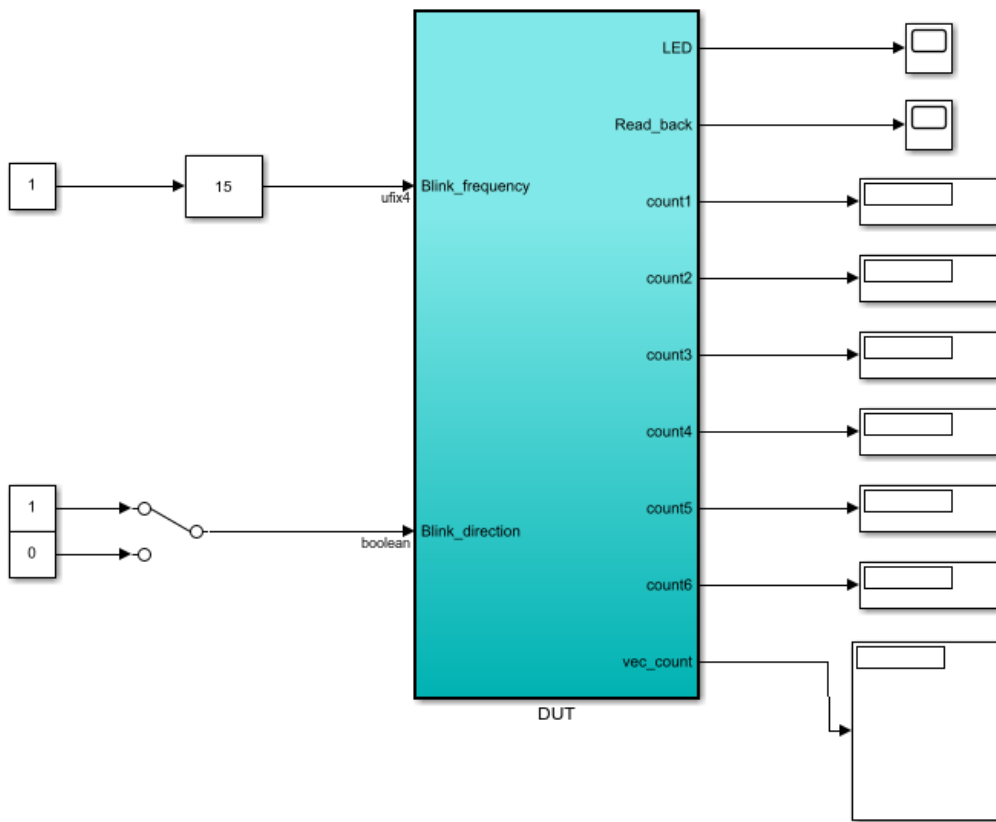 LED
Read_back
1
15
Blink_frequency
ufix4
count1
count2
count3
count4
1
count5
Blink_direction
boolean
0
count6
vec_count
DUT